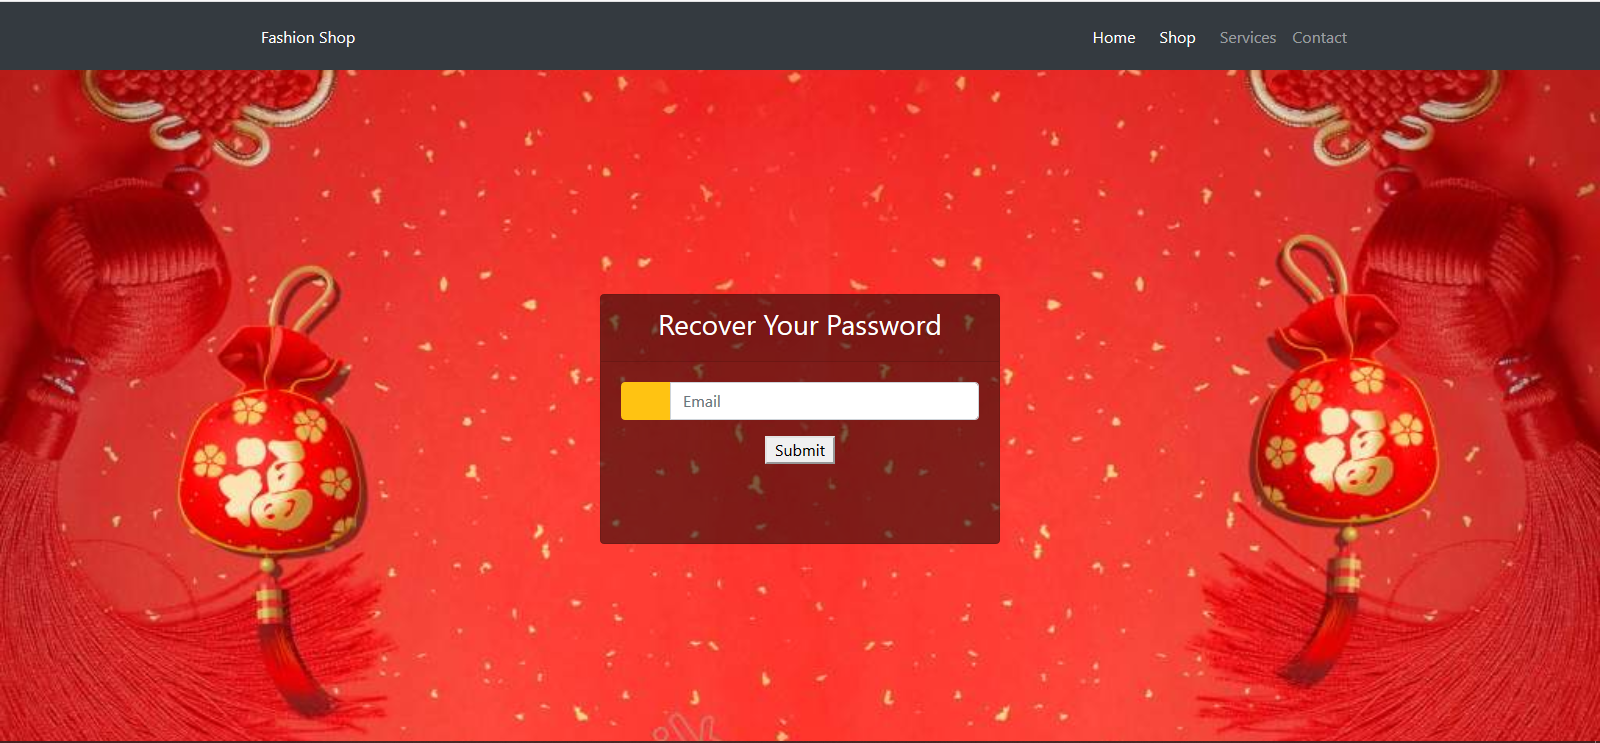 Fashion Shop
Home Shop Services Contact
Recover Your Password
Email
Submit
福
福